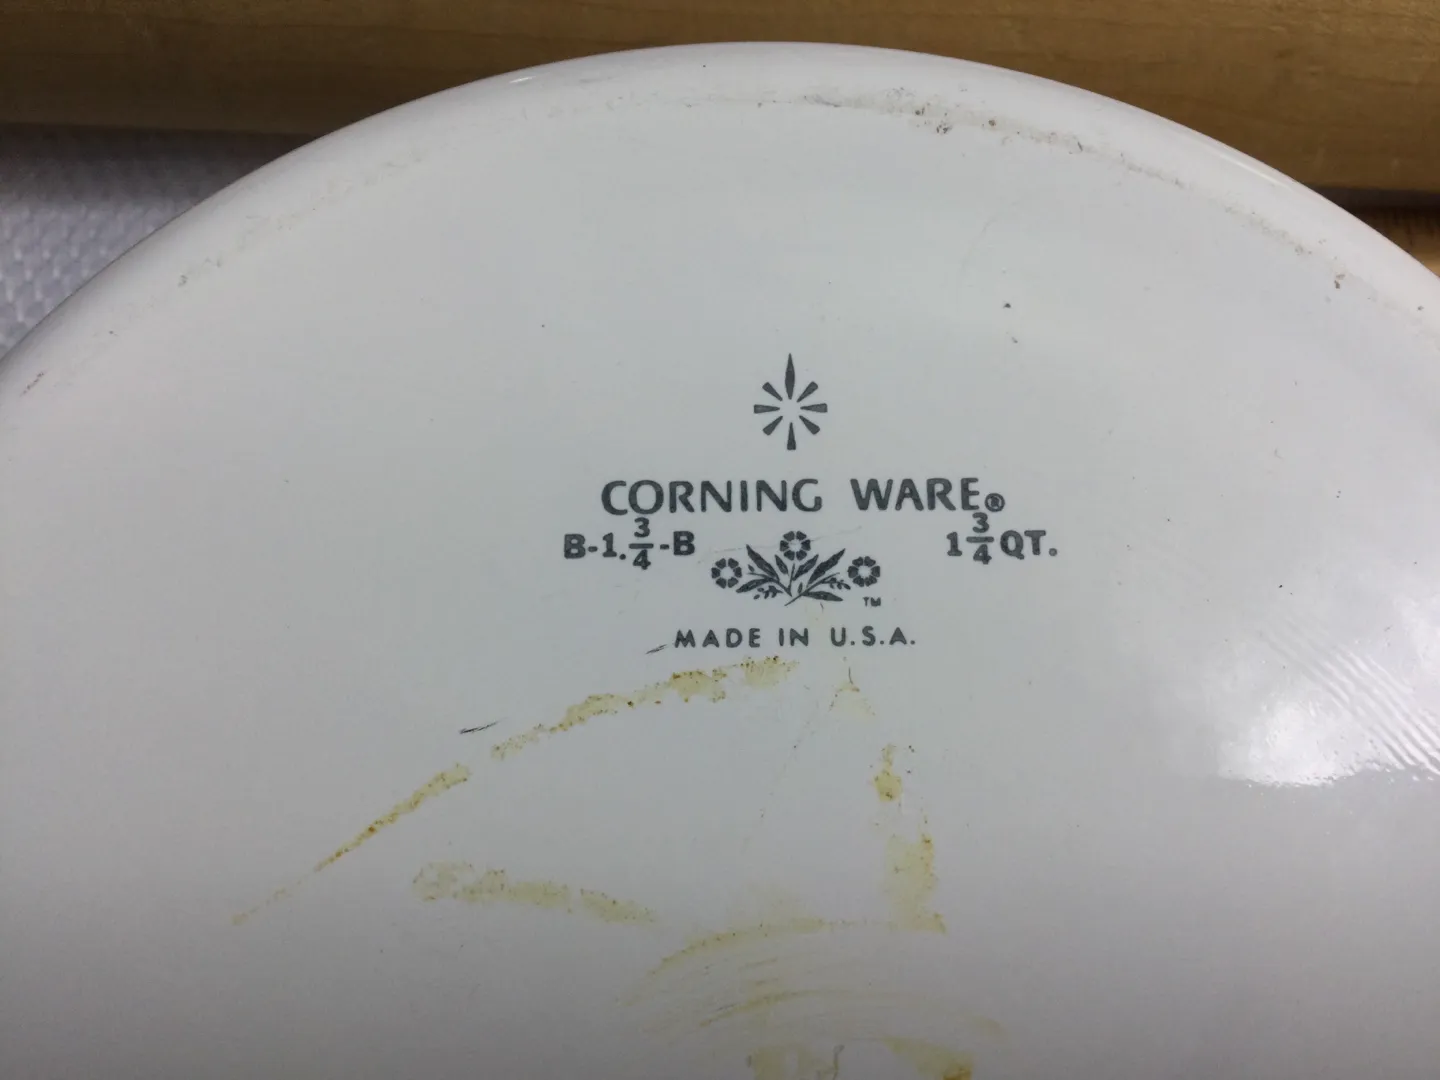 CORNING WARE®
B-1.3/4-B 1 3/4 QT.
TM
MADE IN U.S.A.